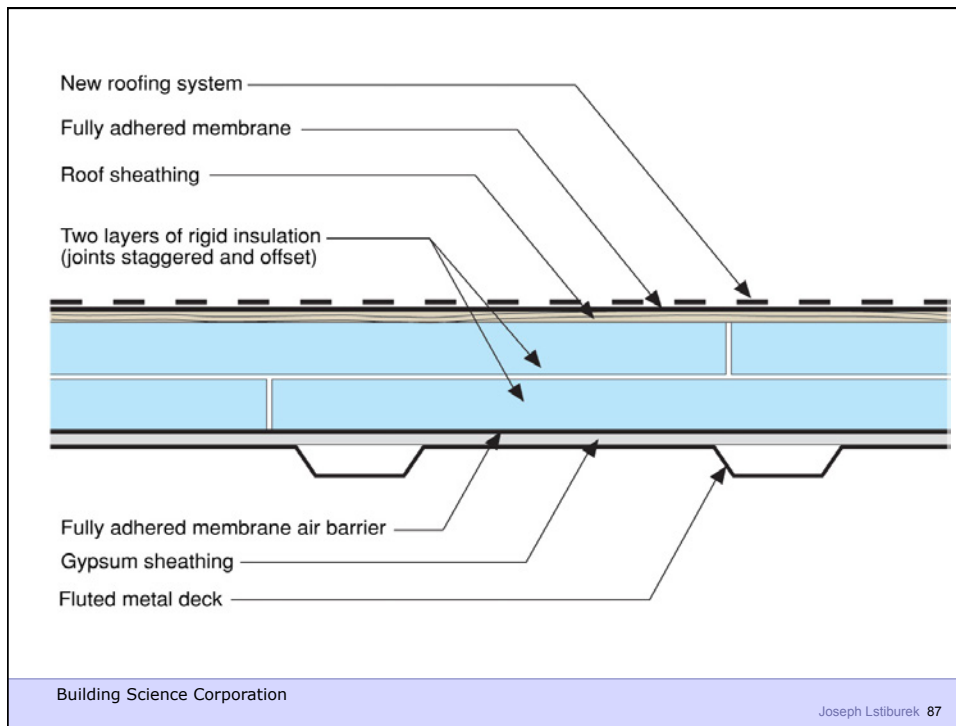 New roofing system
Fully adhered membrane
Roof sheathing
Two layers of rigid insulation
(joints staggered and offset)
Fully adhered membrane air barrier
Gypsum sheathing
Fluted metal deck
Building Science Corporation
Joseph Lstiburek 87